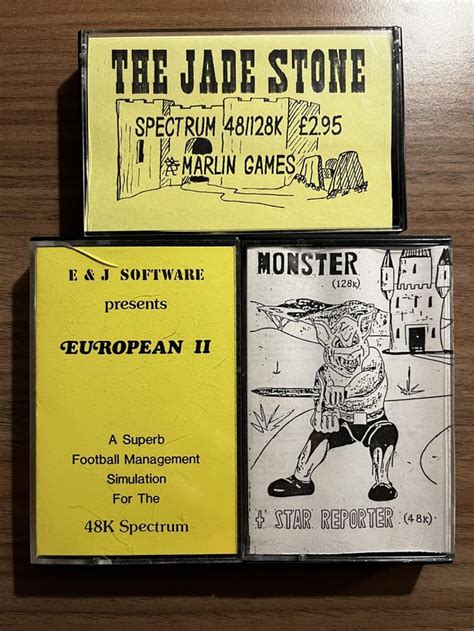 THE JADE STONE
SPECTRUM 48/128K £2.95
MARLIN GAMES
E & J SOFTWARE
presents
EUROPEAN II
A Superb
Football Management
Simulation
For The
48K Spectrum
MONSTER
(128K)
+ STAR REPORTER (48K)